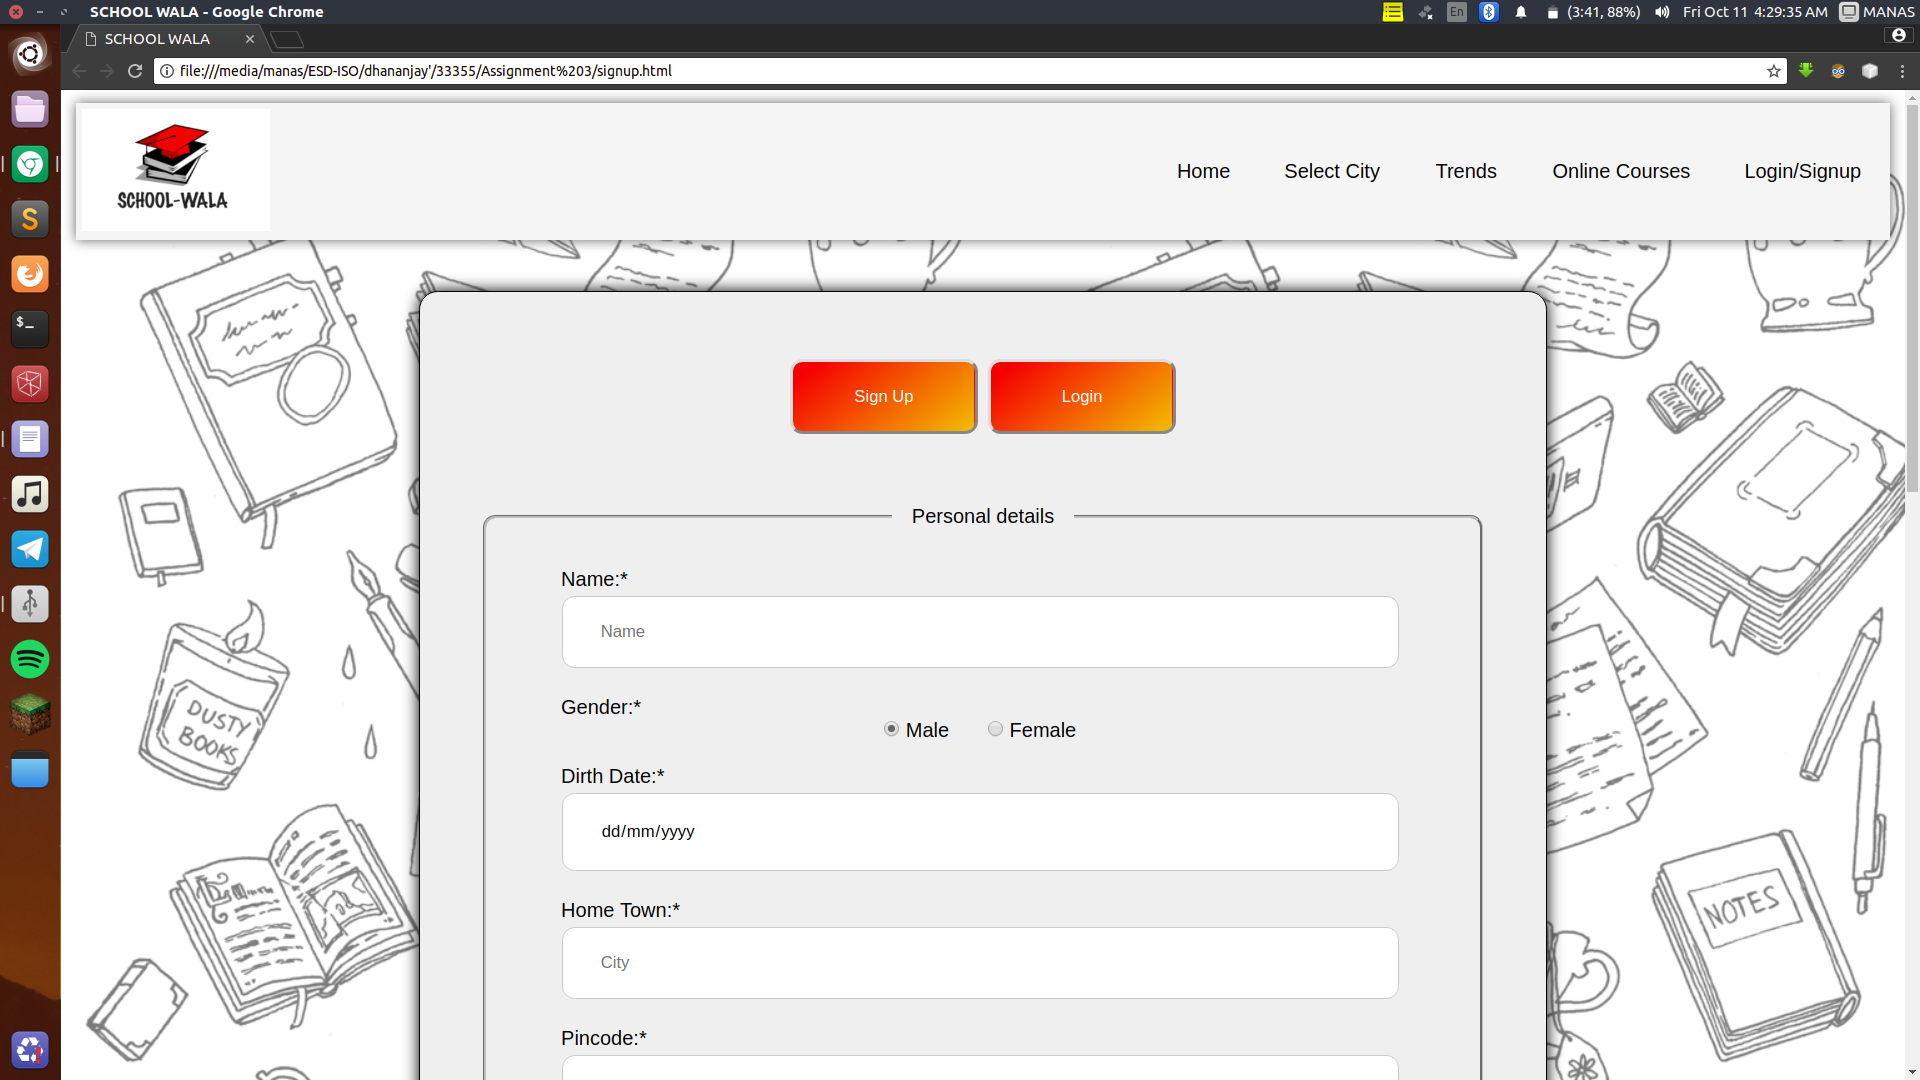 SCHOOL WALA - Google Chrome
En
(3:41, 88%)
Fri Oct 11 4:29:35 AM
MANAS
SCHOOL WALA
file:///media/manas/ESD-ISO/dhananjay'/33355/Assignment%203/signup.html
SCHOOL-WALA
Home
Select City
Trends
Online Courses
Login/Signup
Sign Up
Login
Personal details
Name:*
Name
Gender:*
Male
Female
Dirth Date:*
dd/mm/yyyy
Home Town:*
City
Pincode:*
DUSTY
BOOKS
NOTES